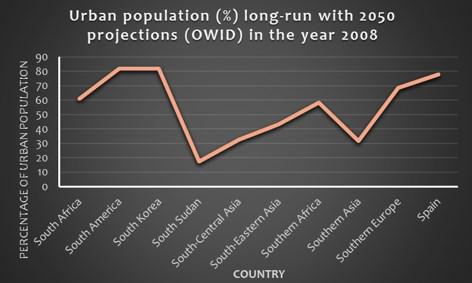 Urban population (%) long-run with 2050
projections (OWID) in the year 2008
PERCENTAGE OF URBAN POPULATION
90
80
70
60
50
40
30
20
10
0
South Africa
South America
South Korea
South Sudan
South-Central Asia
South-Eastern Asia
Southern Africa
Southern Asia
Southern Europe
Spain
COUNTRY